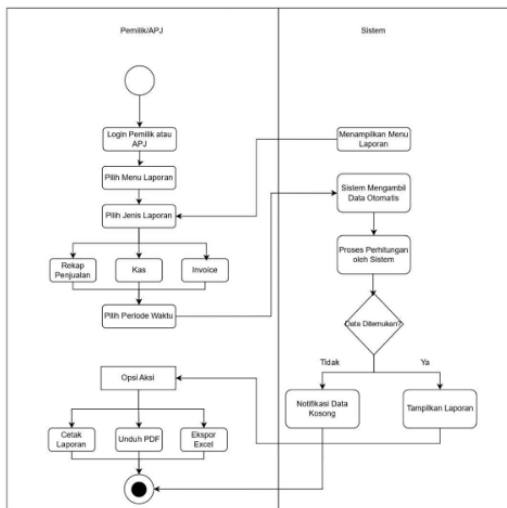 Pemilik/APJ
Sistem
Login Pemilik atau
APJ
Menampilkan Menu
Laporan
Pilih Menu Laporan
Sistem Mengambil
Data Otomatis
Pilih Jenis Laporan
Proses Perhitungan
oleh Sistem
Rekap
Penjualan
Kas
Invoice
Pilih Periode Waktu
Data Ditemukan?
Tidak
Ya
Opsi Aksi
Notifikasi Data
Kosong
Tampilkan Laporan
Cetak
Laporan
Unduh PDF
Ekspor
Excel